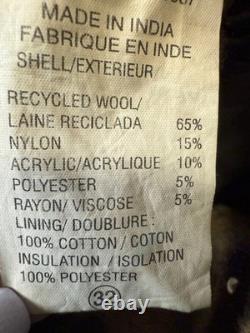 MADE IN INDIA
FABRIQUE EN INDE
SHELL/EXTERIEUR
RECYCLED WOOL/
LAINE RECICLADA 65%
NYLON 15%
ACRYLIC/ACRYLIQUE 10%
POLYESTER 5%
RAYON/ VISCOSE 5%
LINING/ DOUBLURE :
100% COTTON / COTON
INSULATION / ISOLATION
100% POLYESTER
32